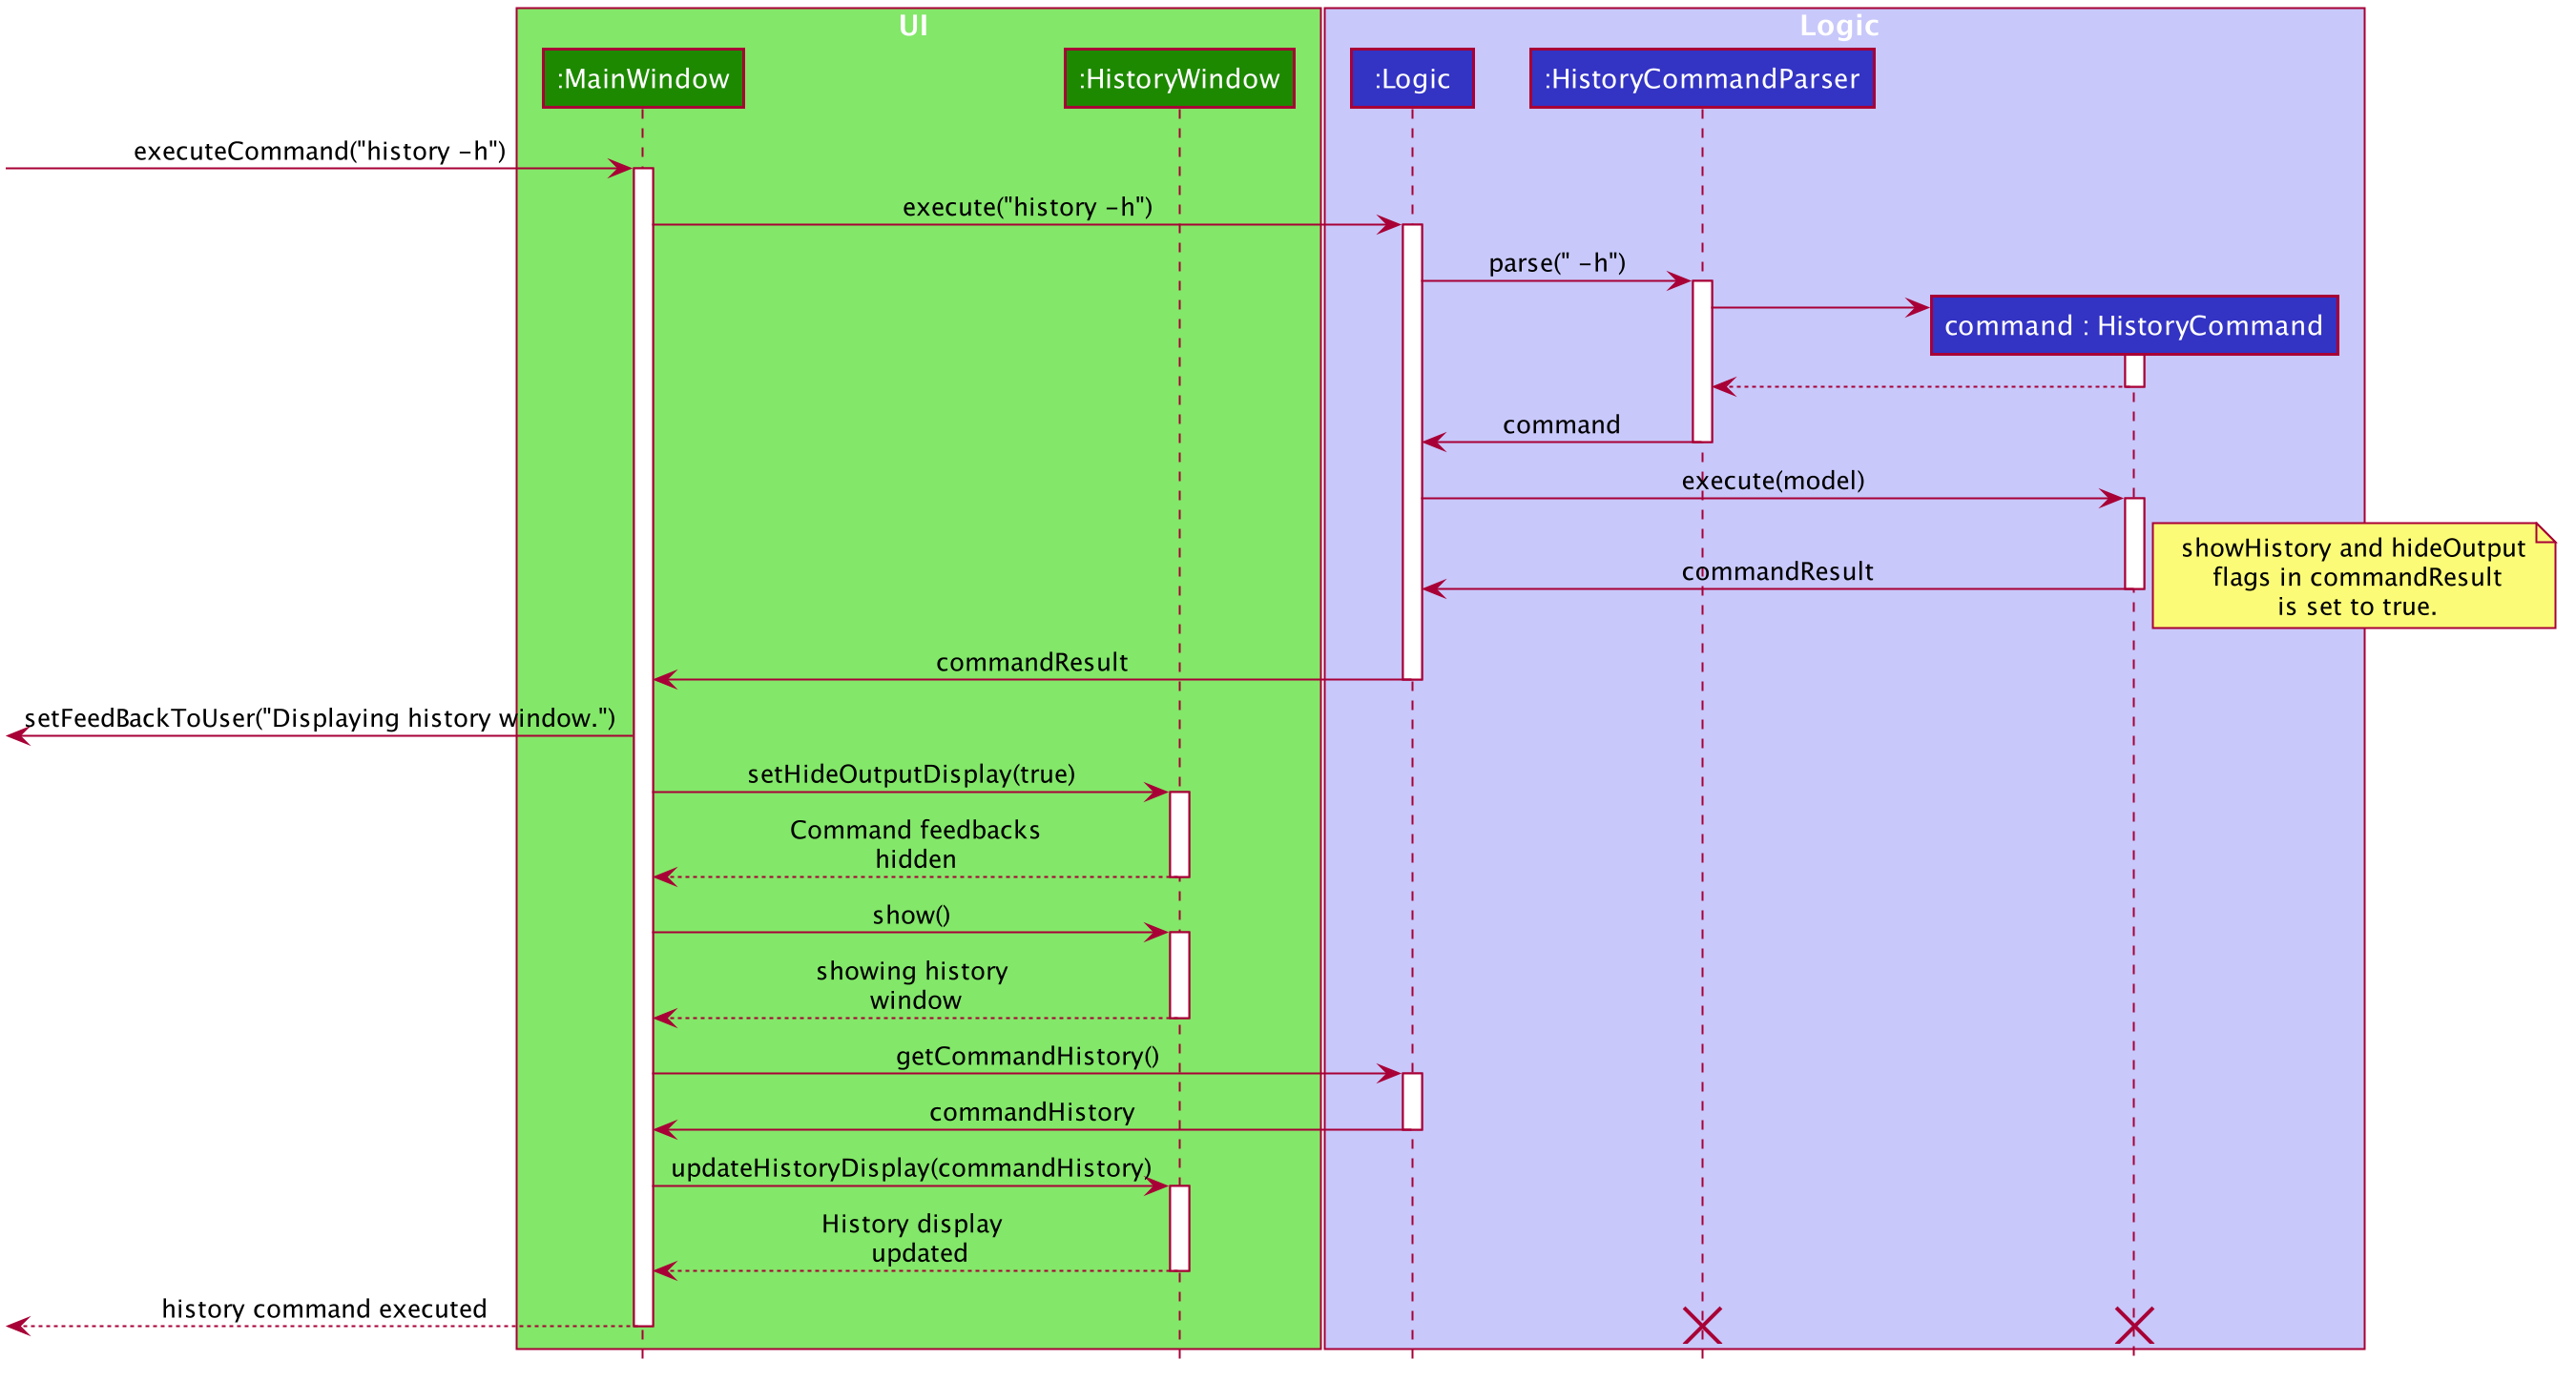 UI
Logic
:MainWindow
:HistoryWindow
:Logic
:HistoryCommandParser
executeCommand("history -h")
execute("history -h")
parse(" -h")
command : HistoryCommand
command
execute(model)
showHistory and hideOutput
flags in commandResult
is set to true.
commandResult
commandResult
setFeedBackToUser("Displaying history window.")
setHideOutputDisplay(true)
Command feedbacks
hidden
show()
showing history
window
getCommandHistory()
commandHistory
updateHistoryDisplay(commandHistory)
History display
updated
history command executed